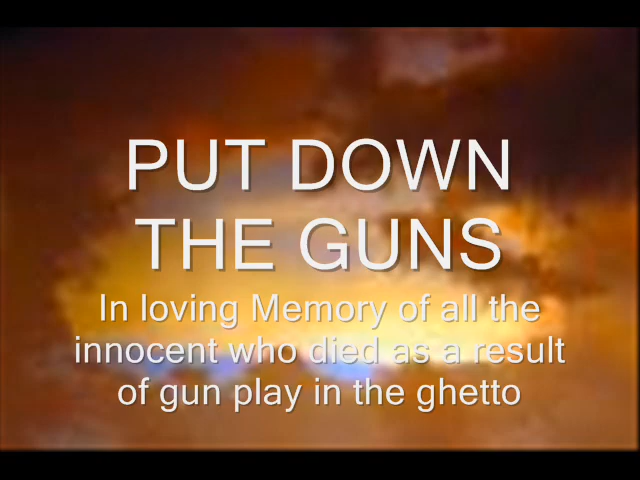 PUT DOWN
THE GUNS
In loving Memory of all the
innocent who died as a result
of gun play in the ghetto